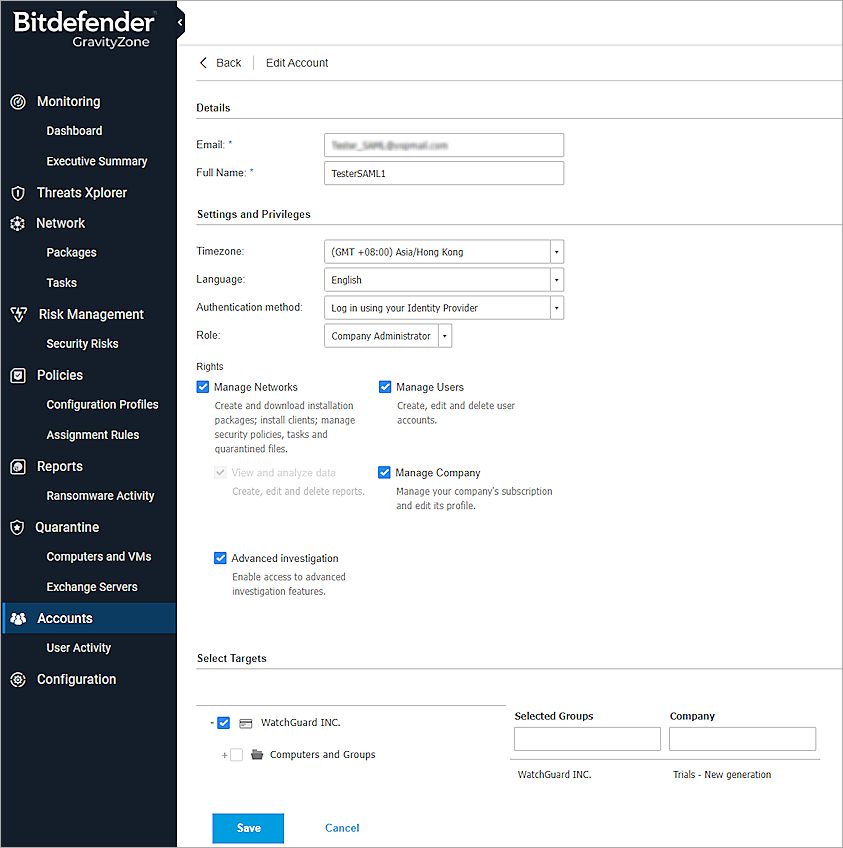 Bitdefender
GravityZone
Monitoring
Dashboard
Executive Summary
Threats Xplorer
Network
Packages
Tasks
Risk Management
Security Risks
Policies
Configuration Profiles
Assignment Rules
Reports
Ransomware Activity
Quarantine
Computers and VMs
Exchange Servers
Accounts
User Activity
Configuration
Back
Edit Account
Details
Email: *
Full Name: * TesterSAML1
Settings and Privileges
Timezone: (GMT +08:00) Asia/Hong Kong
Language: English
Authentication method: Log in using your Identity Provider
Role: Company Administrator
Rights
Manage Networks
Create and download installation
packages; install clients; manage
security policies, tasks and
quarantined files.
Manage Users
Create, edit and delete user
accounts.
View and analyze data
Create, edit and delete reports.
Manage Company
Manage your company's subscription
and edit its profile.
Advanced investigation
Enable access to advanced
investigation features.
Select Targets
- WatchGuard INC.
+ Computers and Groups
Selected Groups Company
WatchGuard INC. Trials - New generation
Save Cancel